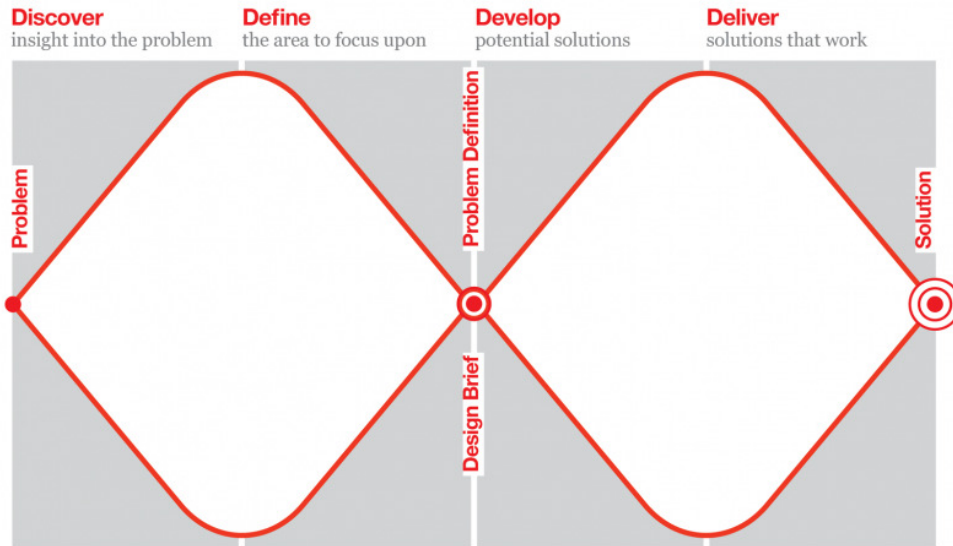 Discover
insight into the problem
Define
the area to focus upon
Develop
potential solutions
Deliver
solutions that work
Problem
Problem Definition
Design Brief
Solution